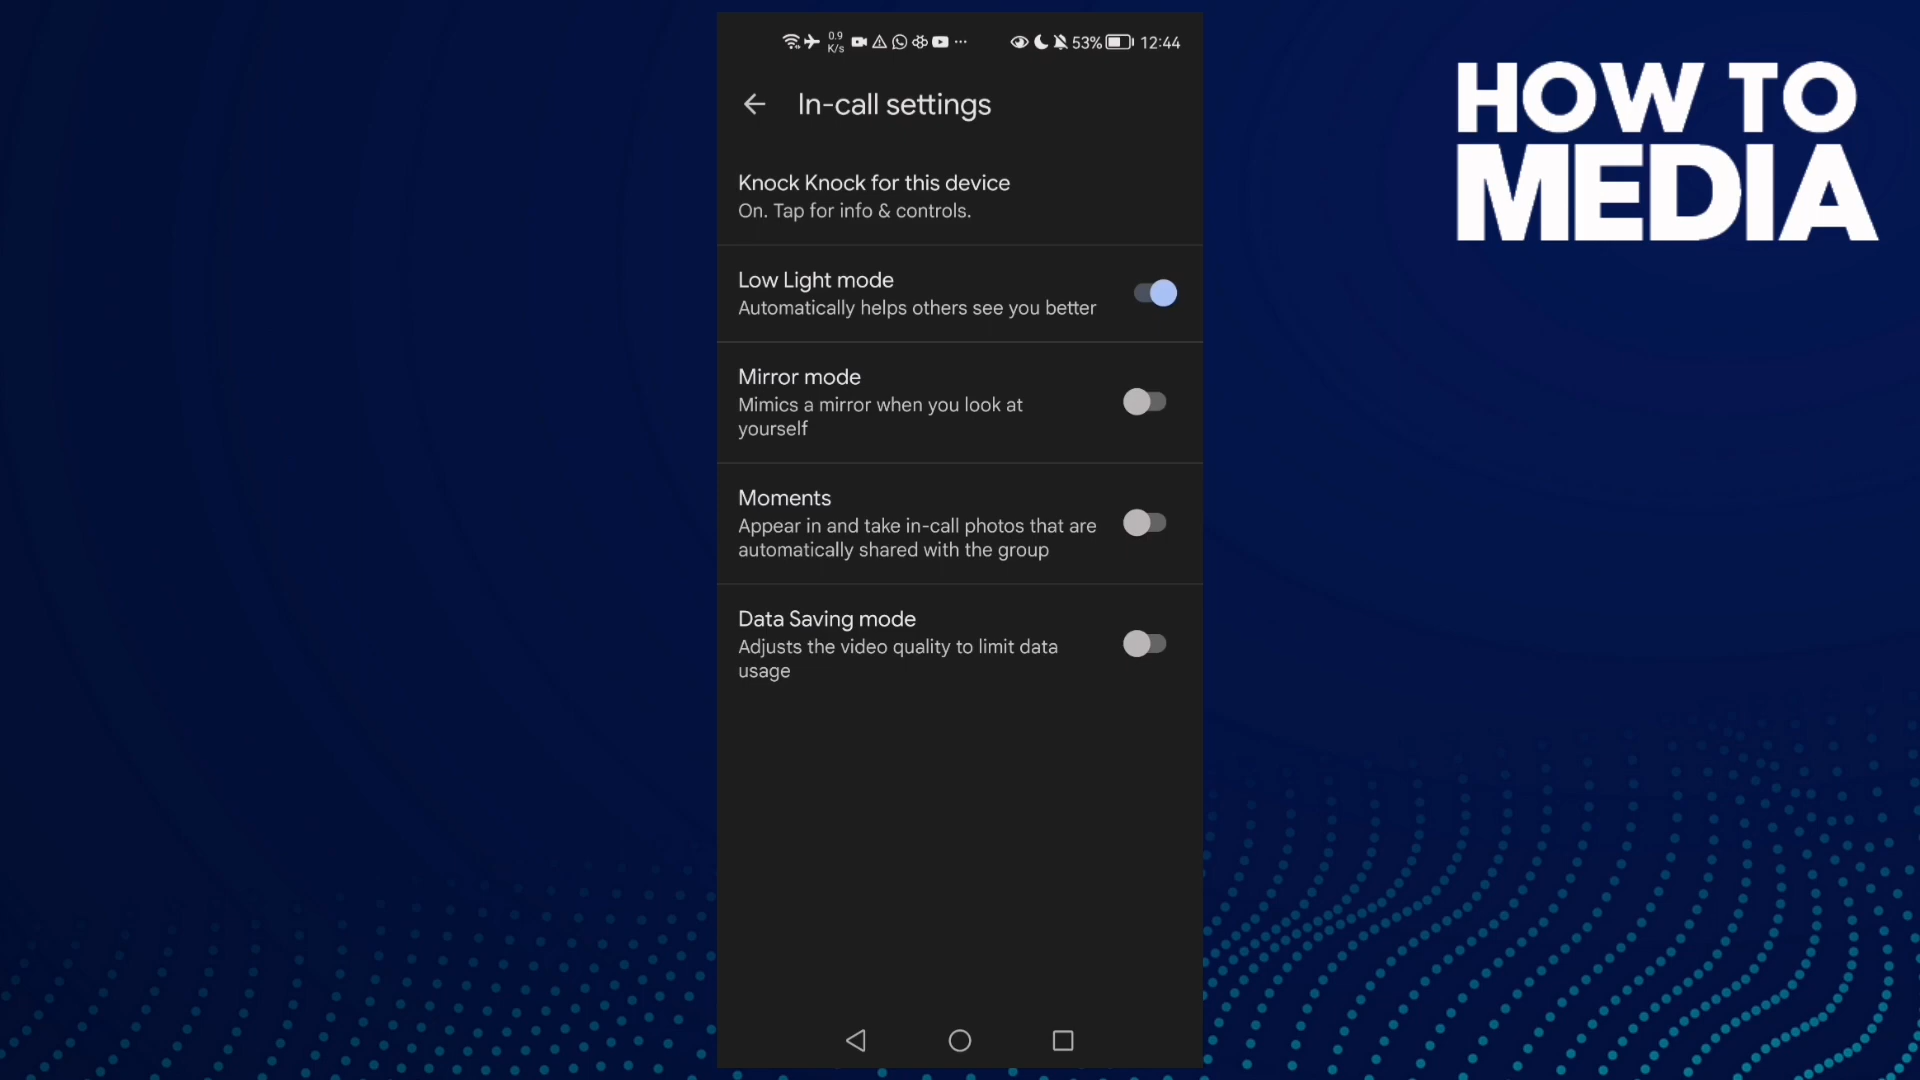 0.9
K/s
53%
12:44
In-call settings
Knock Knock for this device
On. Tap for info & controls.
Low Light mode
Automatically helps others see you better
Mirror mode
Mimics a mirror when you look at
yourself
Moments
Appear in and take in-call photos that are
automatically shared with the group
Data Saving mode
Adjusts the video quality to limit data
usage
HOW TO
MEDIA